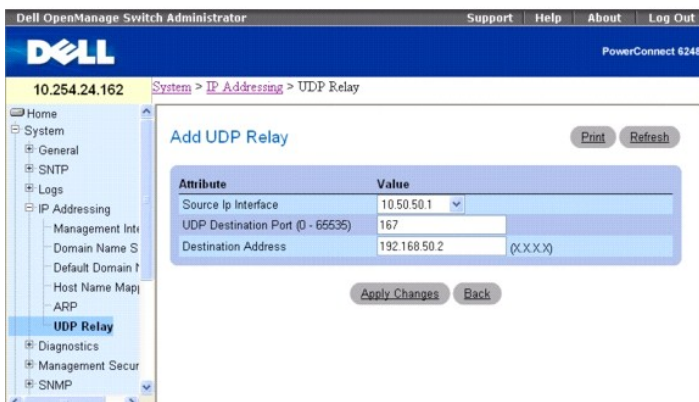 Dell OpenManage Switch Administrator Support Help About Log Out
DELL
PowerConnect 6248
10.254.24.162
System > IP Addressing > UDP Relay
Home
System
General
SNTP
Logs
IP Addressing
Management Inte
Domain Name S
Default Domain N
Host Name Mapp
ARP
UDP Relay
Diagnostics
Management Secur
SNMP
Add UDP Relay
Print Refresh
Attribute Value
Source Ip Interface 10.50.50.1
UDP Destination Port (0 - 65535) 167
Destination Address 192.168.50.2 (X.X.X.X)
Apply Changes Back